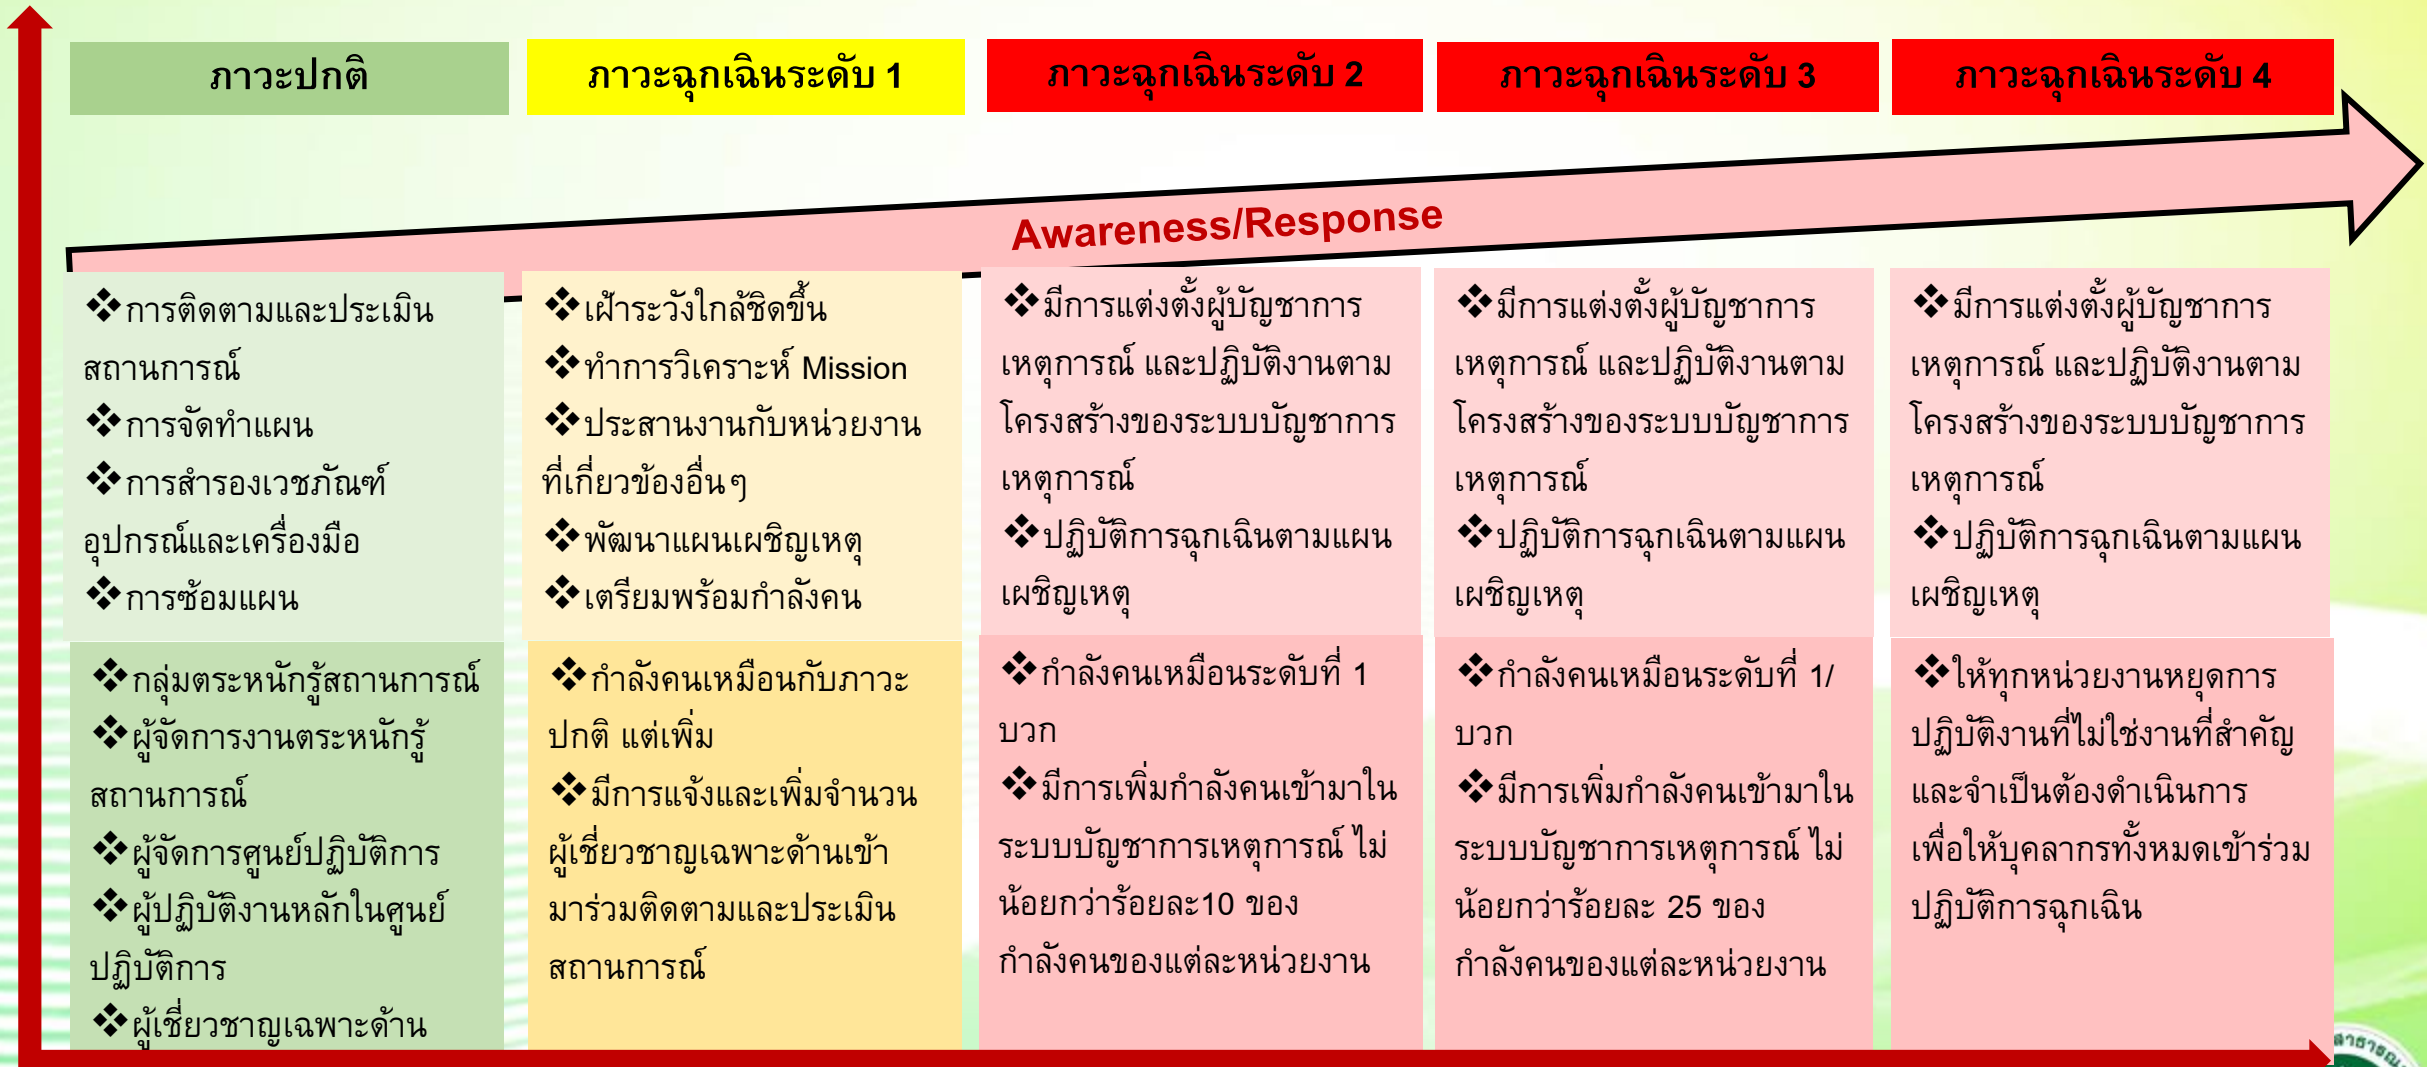 ภาวะปกติ
ภาวะฉุกเฉินระดับ 1
ภาวะฉุกเฉินระดับ 2
ภาวะฉุกเฉินระดับ 3
ภาวะฉุกเฉินระดับ 4
Awareness/Response
❖การติดตามและประเมิน
สถานการณ์
❖การจัดทำแผน
❖การสำรองเวชภัณฑ์
อุปกรณ์และเครื่องมือ
❖การซ้อมแผน
❖เฝ้าระวังใกล้ชิดขึ้น
❖ทำการวิเคราะห์ Mission
❖ประสานงานกับหน่วยงาน
ที่เกี่ยวข้องอื่นๆ
❖พัฒนาแผนเผชิญเหตุ
❖เตรียมพร้อมกำลังคน
❖มีการแต่งตั้งผู้บัญชาการ
เหตุการณ์ และปฏิบัติงานตาม
โครงสร้างของระบบบัญชาการ
เหตุการณ์
❖ปฏิบัติการฉุกเฉินตามแผน
เผชิญเหตุ
❖มีการแต่งตั้งผู้บัญชาการ
เหตุการณ์ และปฏิบัติงานตาม
โครงสร้างของระบบบัญชาการ
เหตุการณ์
❖ปฏิบัติการฉุกเฉินตามแผน
เผชิญเหตุ
❖มีการแต่งตั้งผู้บัญชาการ
เหตุการณ์ และปฏิบัติงานตาม
โครงสร้างของระบบบัญชาการ
เหตุการณ์
❖ปฏิบัติการฉุกเฉินตามแผน
เผชิญเหตุ
❖กลุ่มตระหนักรู้สถานการณ์
❖ผู้จัดการงานตระหนักรู้
สถานการณ์
❖ผู้จัดการศูนย์ปฏิบัติการ
❖ผู้ปฏิบัติงานหลักในศูนย์
ปฏิบัติการ
❖ผู้เชี่ยวชาญเฉพาะด้าน
❖กำลังคนเหมือนกับภาวะ
ปกติ แต่เพิ่ม
❖มีการแจ้งและเพิ่มจำนวน
ผู้เชี่ยวชาญเฉพาะด้านเข้า
มาร่วมติดตามและประเมิน
สถานการณ์
❖กำลังคนเหมือนระดับที่ 1
บวก
❖มีการเพิ่มกำลังคนเข้ามาใน
ระบบบัญชาการเหตุการณ์ ไม่
น้อยกว่าร้อยละ10 ของ
กำลังคนของแต่ละหน่วยงาน
❖กำลังคนเหมือนระดับที่ 1/
บวก
❖มีการเพิ่มกำลังคนเข้ามาใน
ระบบบัญชาการเหตุการณ์ ไม่
น้อยกว่าร้อยละ 25 ของ
กำลังคนของแต่ละหน่วยงาน
❖ให้ทุกหน่วยงานหยุดการ
ปฏิบัติงานที่ไม่ใช่งานที่สำคัญ
และจำเป็นต้องดำเนินการ
เพื่อให้บุคลากรทั้งหมดเข้าร่วม
ปฏิบัติการฉุกเฉิน